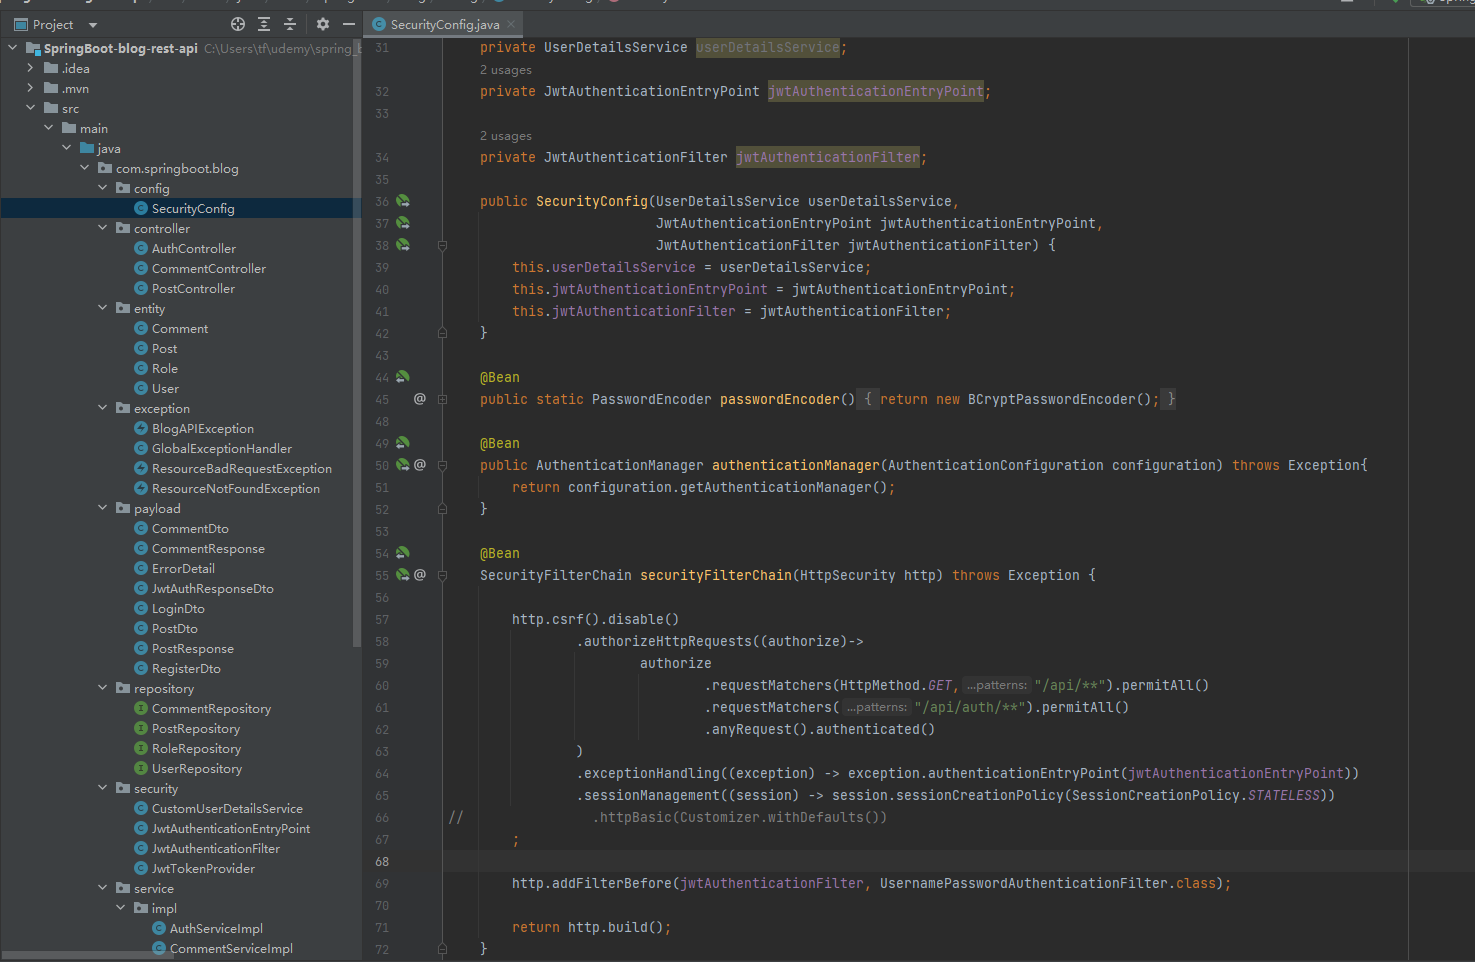 Project
SecurityConfig.java
SpringBoot-blog-rest-api C:\Users\tf\udemy\spring_b
.idea
.mvn
src
main
java
com.springboot.blog
config
SecurityConfig
controller
AuthController
CommentController
PostController
entity
Comment
Post
Role
User
exception
BlogAPIException
GlobalExceptionHandler
ResourceBadRequestException
ResourceNotFoundException
payload
CommentDto
CommentResponse
ErrorDetail
JwtAuthResponseDto
LoginDto
PostDto
PostResponse
RegisterDto
repository
CommentRepository
PostRepository
RoleRepository
UserRepository
security
CustomUserDetailsService
JwtAuthenticationEntryPoint
JwtAuthenticationFilter
JwtTokenProvider
service
impl
AuthServiceImpl
CommentServiceImpl
31 private UserDetailsService userDetailsService;
2 usages
32 private JwtAuthenticationEntryPoint jwtAuthenticationEntryPoint;
33
2 usages
34 private JwtAuthenticationFilter jwtAuthenticationFilter;
35
36 public SecurityConfig(UserDetailsService userDetailsService,
37 JwtAuthenticationEntryPoint jwtAuthenticationEntryPoint,
38 JwtAuthenticationFilter jwtAuthenticationFilter) {
39 this.userDetailsService = userDetailsService;
40 this.jwtAuthenticationEntryPoint = jwtAuthenticationEntryPoint;
41 this.jwtAuthenticationFilter = jwtAuthenticationFilter;
42 }
43
44 @Bean
45 @ public static PasswordEncoder passwordEncoder() { return new BCryptPasswordEncoder(); }
48
49 @Bean
50 @ public AuthenticationManager authenticationManager(AuthenticationConfiguration configuration) throws Exception{
51 return configuration.getAuthenticationManager();
52 }
53
54 @Bean
55 @ SecurityFilterChain securityFilterChain(HttpSecurity http) throws Exception {
56
57 http.csrf().disable()
58 .authorizeHttpRequests((authorize)->
59 authorize
60 .requestMatchers(HttpMethod.GET, ...patterns: "/api/**").permitAll()
61 .requestMatchers( ...patterns: "/api/auth/**").permitAll()
62 .anyRequest().authenticated()
63 )
64 .exceptionHandling((exception) -> exception.authenticationEntryPoint(jwtAuthenticationEntryPoint))
65 .sessionManagement((session) -> session.sessionCreationPolicy(SessionCreationPolicy.STATELESS))
66 // .httpBasic(Customizer.withDefaults())
67 ;
68
69 http.addFilterBefore(jwtAuthenticationFilter, UsernamePasswordAuthenticationFilter.class);
70
71 return http.build();
72 }